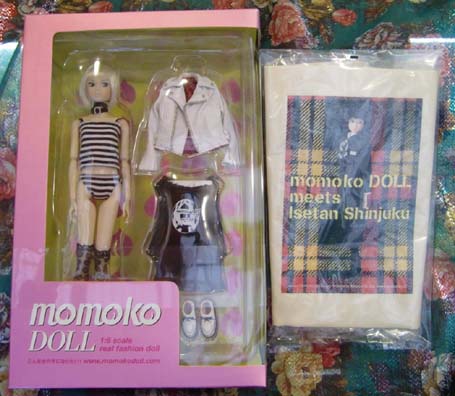 momoko
DOLL
1:6 scale
real fashion doll
www.momokodoll.com
momoko DOLL
meets
Isetan Shinjuku